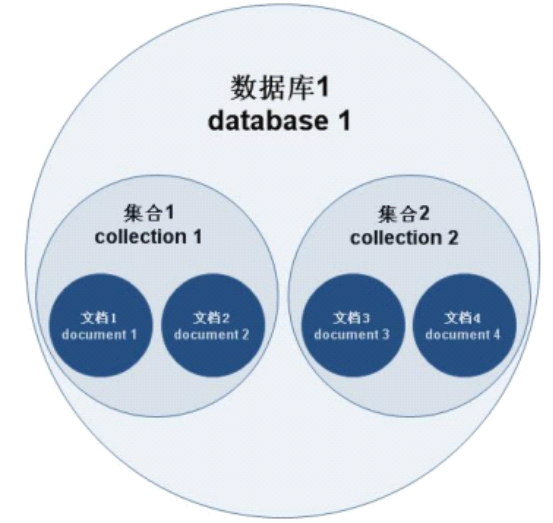 数据库1
database 1
集合1
collection 1
集合2
collection 2
文档1
document 1
文档2
document 2
文档3
document 3
文档4
document 4